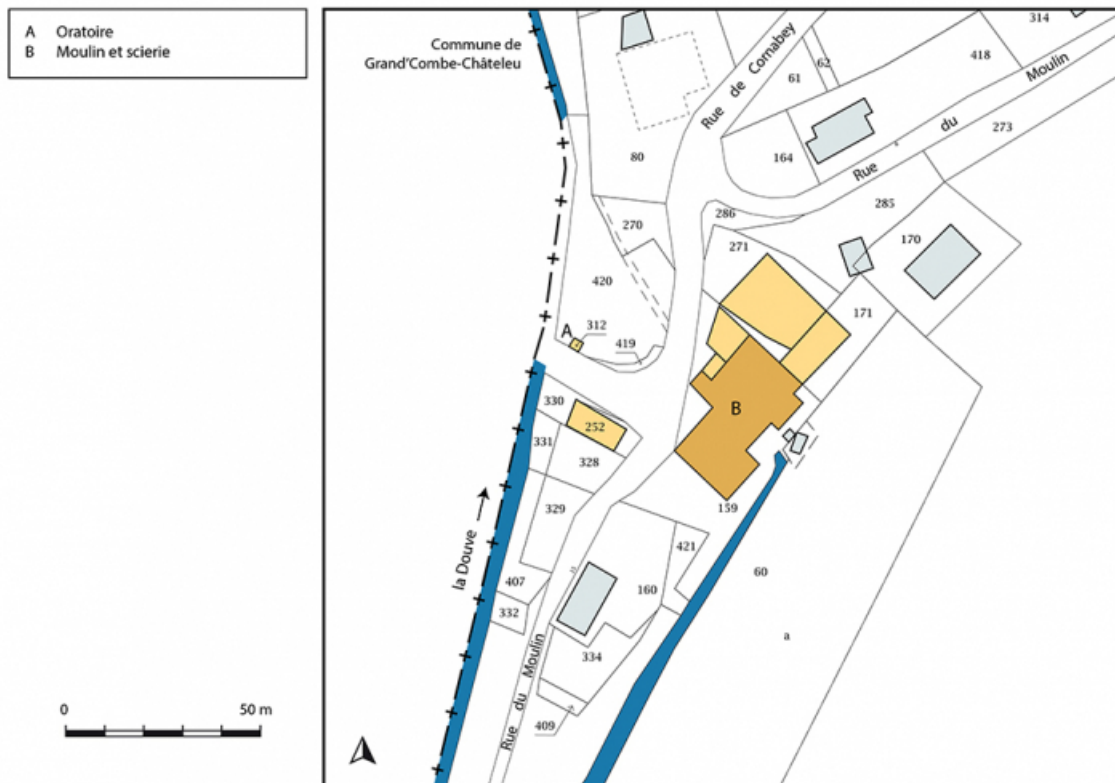 A Oratoire
B Moulin et scierie
Commune de
Grand'Combe-Châteleu
Rue de Cornabey
Rue du Moulin
314
418
62
61
273
164
80
285
286
270
170
271
420
171
A
312
419
330
B
252
331
328
159
329
421
la Douve
60
407
160
332
a
334
Rue du Moulin
409
0 50 m